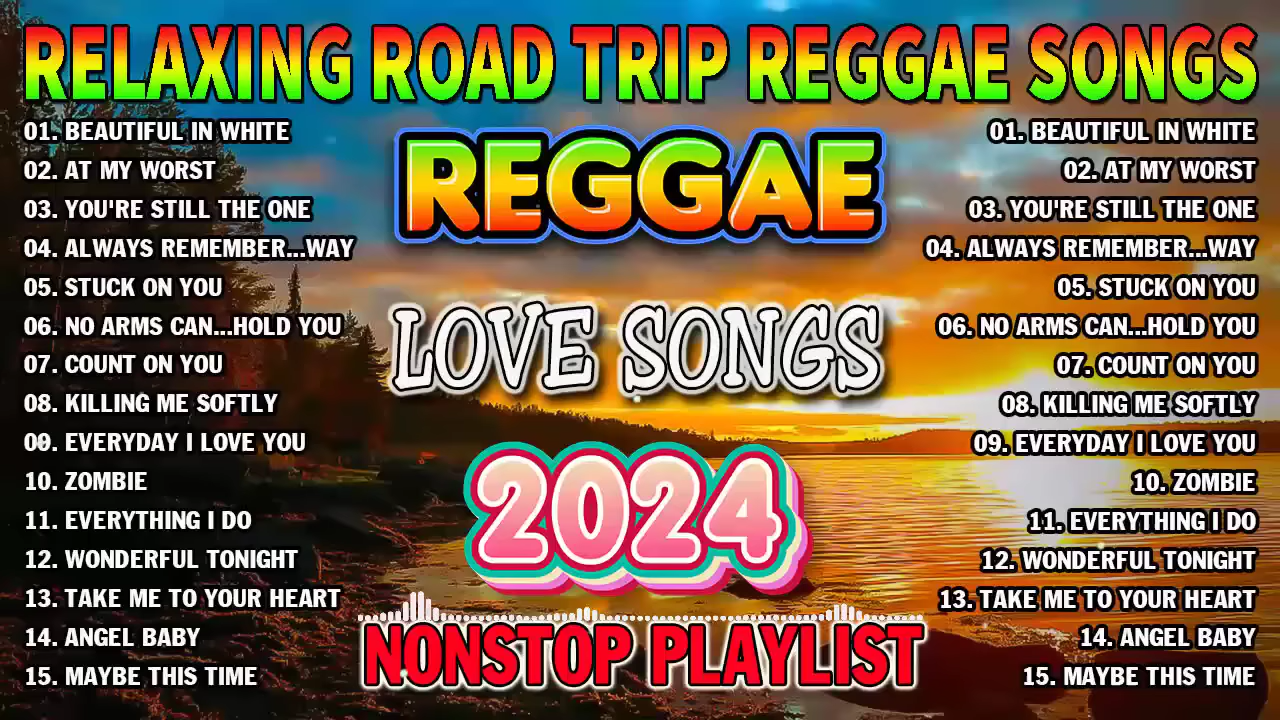 RELAXING ROAD TRIP REGGAE SONGS
01. BEAUTIFUL IN WHITE
02. AT MY WORST
03. YOU'RE STILL THE ONE
04. ALWAYS REMEMBER...WAY
05. STUCK ON YOU
06. NO ARMS CAN...HOLD YOU
07. COUNT ON YOU
08. KILLING ME SOFTLY
09. EVERYDAY I LOVE YOU
10. ZOMBIE
11. EVERYTHING I DO
12. WONDERFUL TONIGHT
13. TAKE ME TO YOUR HEART
14. ANGEL BABY
15. MAYBE THIS TIME
REGGAE
LOVE SONGS
2024
NONSTOP PLAYLIST
01. BEAUTIFUL IN WHITE
02. AT MY WORST
03. YOU'RE STILL THE ONE
04. ALWAYS REMEMBER...WAY
05. STUCK ON YOU
06. NO ARMS CAN...HOLD YOU
07. COUNT ON YOU
08. KILLING ME SOFTLY
09. EVERYDAY I LOVE YOU
10. ZOMBIE
11. EVERYTHING I DO
12. WONDERFUL TONIGHT
13. TAKE ME TO YOUR HEART
14. ANGEL BABY
15. MAYBE THIS TIME